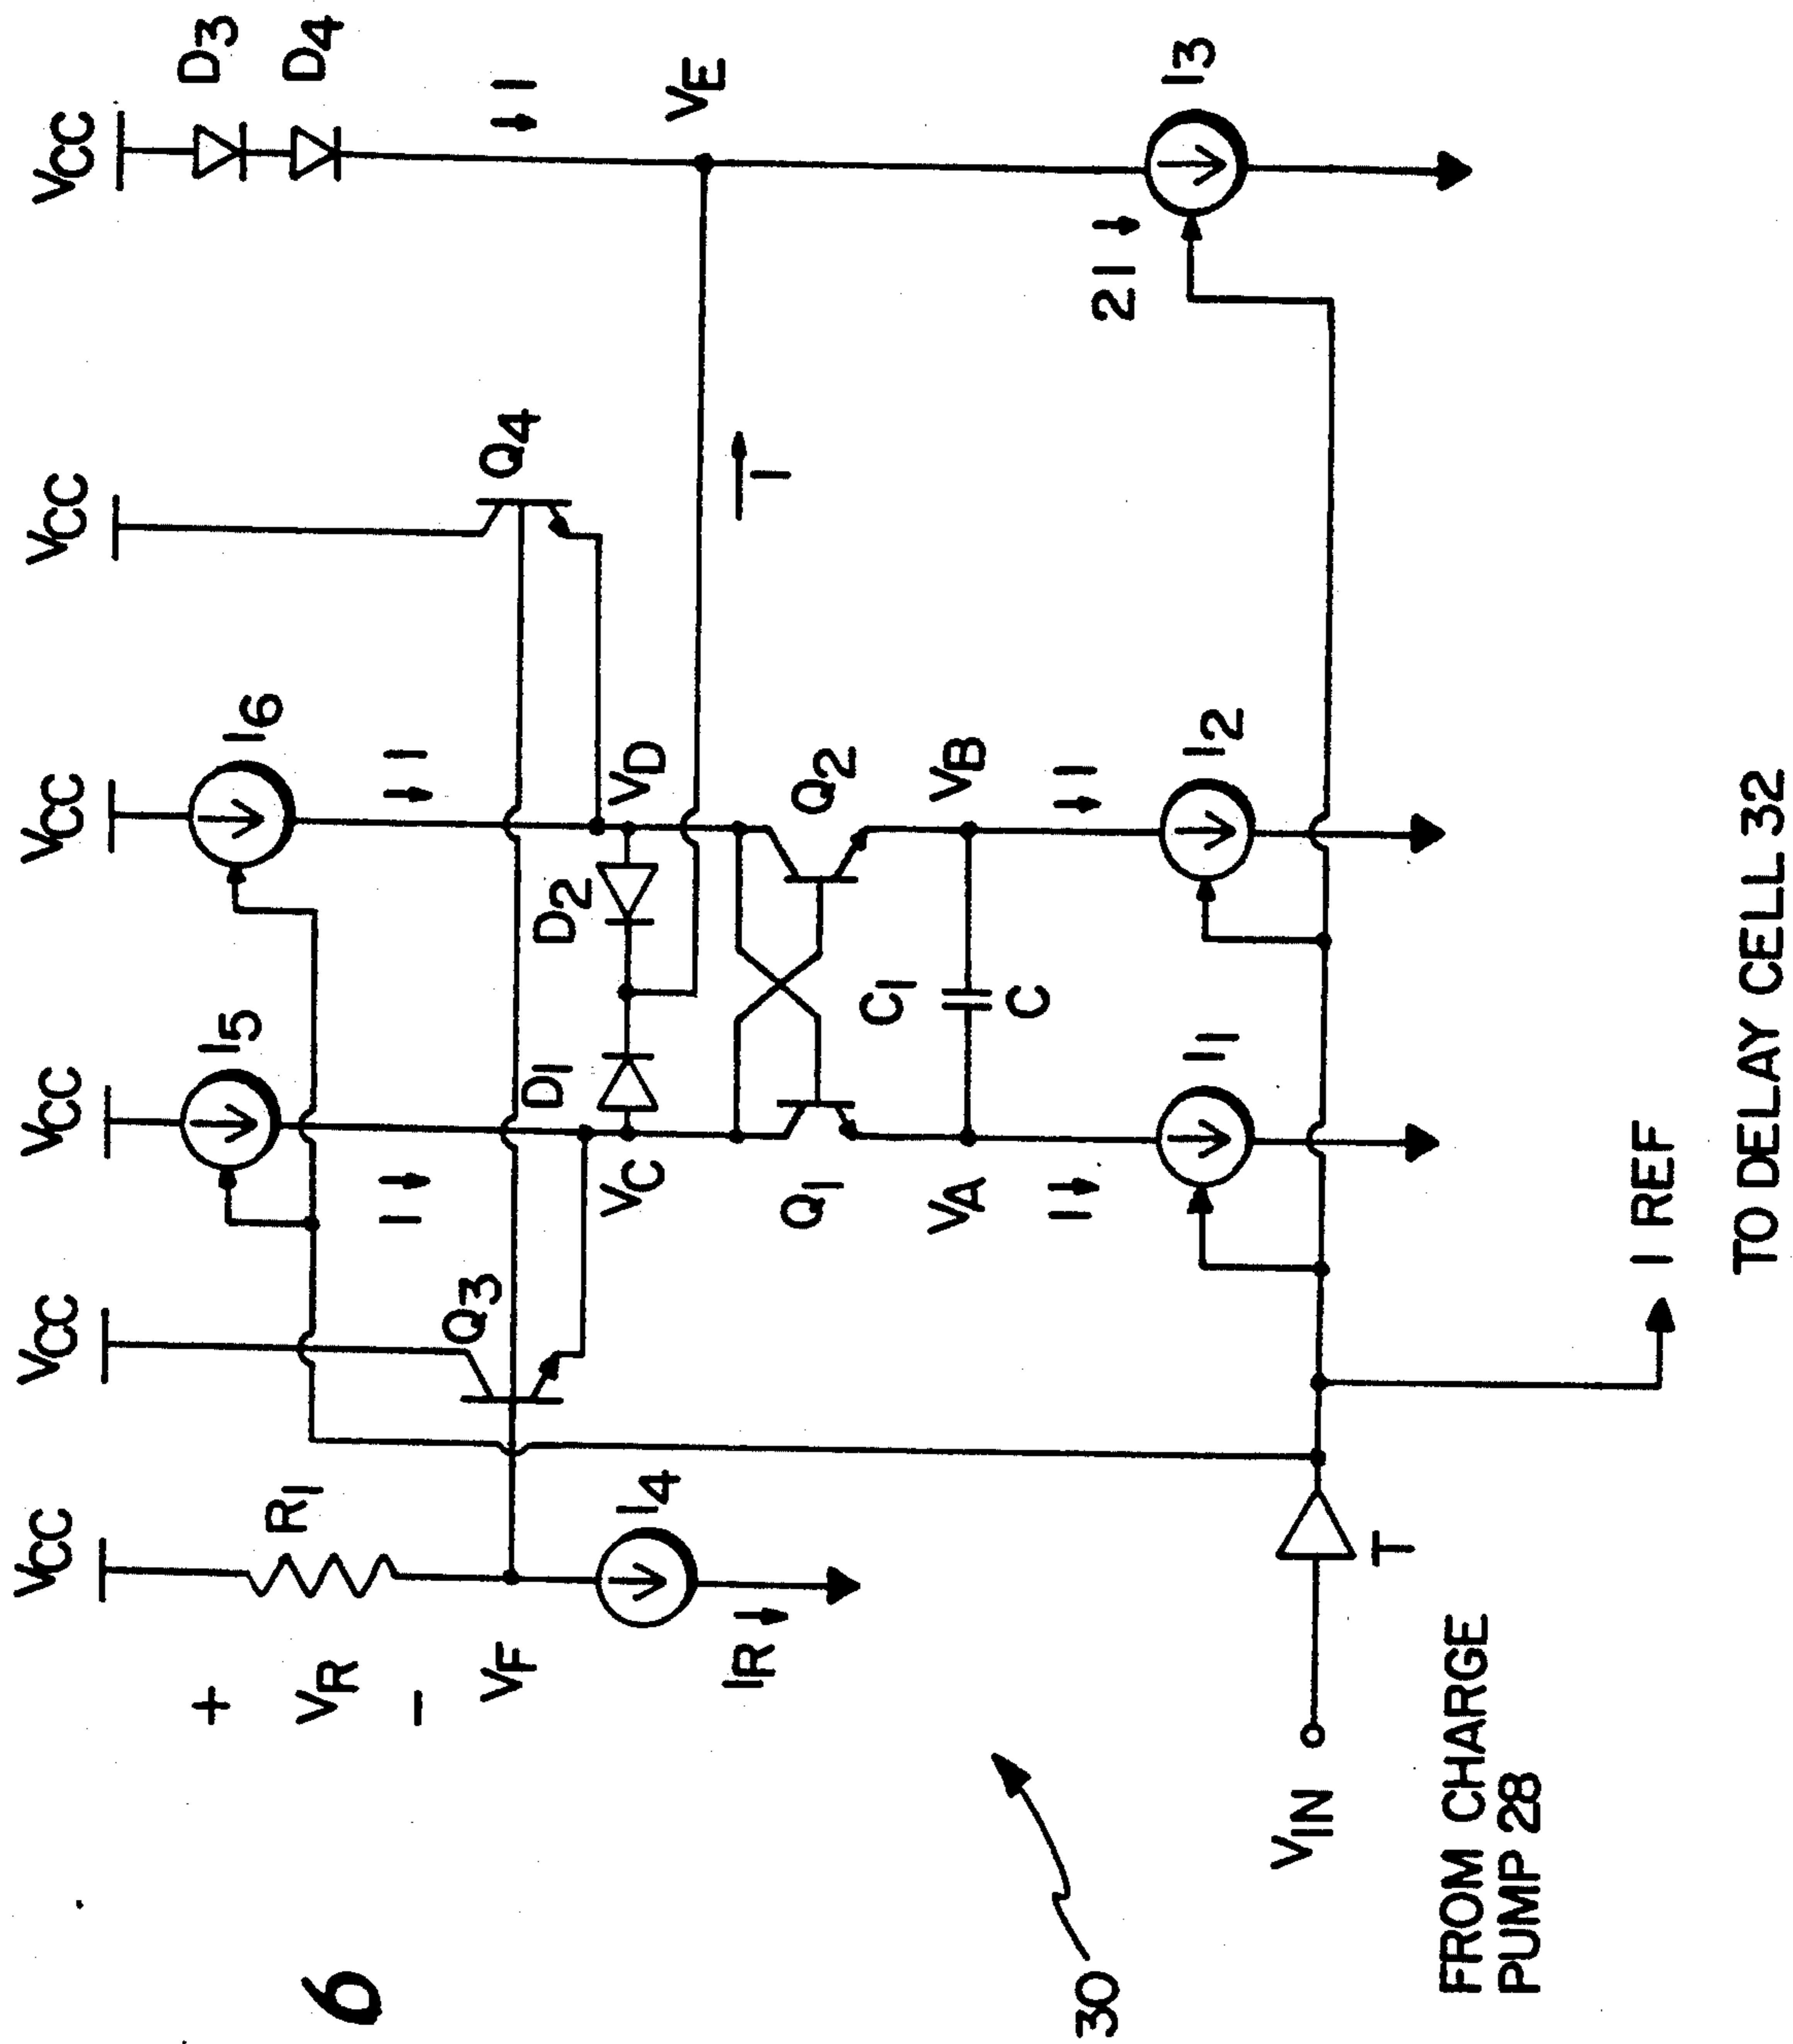 VCC
VCC
VCC
VCC
VCC
VCC
R1
I5
I6
D3
D4
+
VR
−
VF
Q3
I
I
Q4
I
I4
IR
D1
D2
VC
VD
VE
I
Q1
Q2
C1
C
VA
VB
I
I
2I
I1
I2
I3
VIN
T
FROM CHARGE
PUMP 28
I REF
TO DELAY CELL 32
30
6